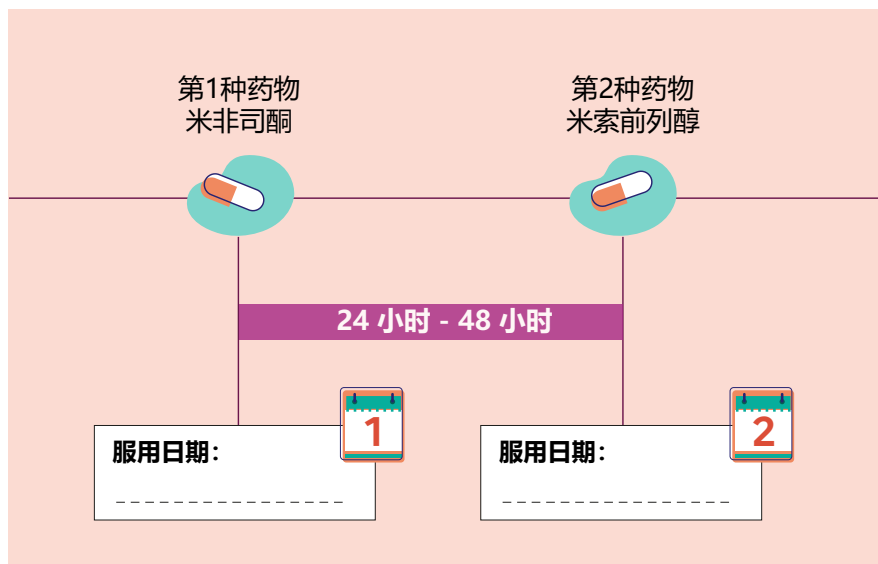 第1种药物
米非司酮
第2种药物
米索前列醇
24 小时 - 48 小时
1
服用日期：
2
服用日期：